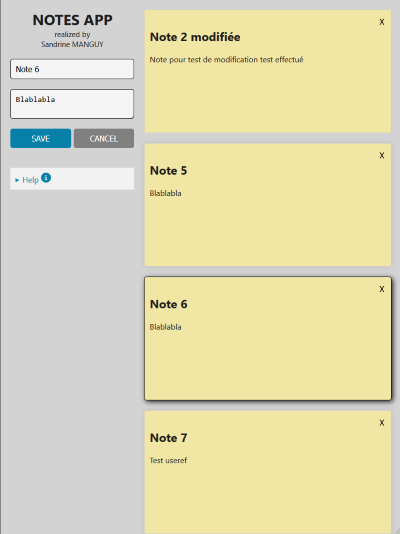 NOTES APP
realized by
Sandrine MANGUY
Note 6
Blablabla
SAVE
CANCEL
▸ Help i
X
Note 2 modifiée
Note pour test de modification test effectué
X
Note 5
Blablabla
X
Note 6
Blablabla
X
Note 7
Test useref